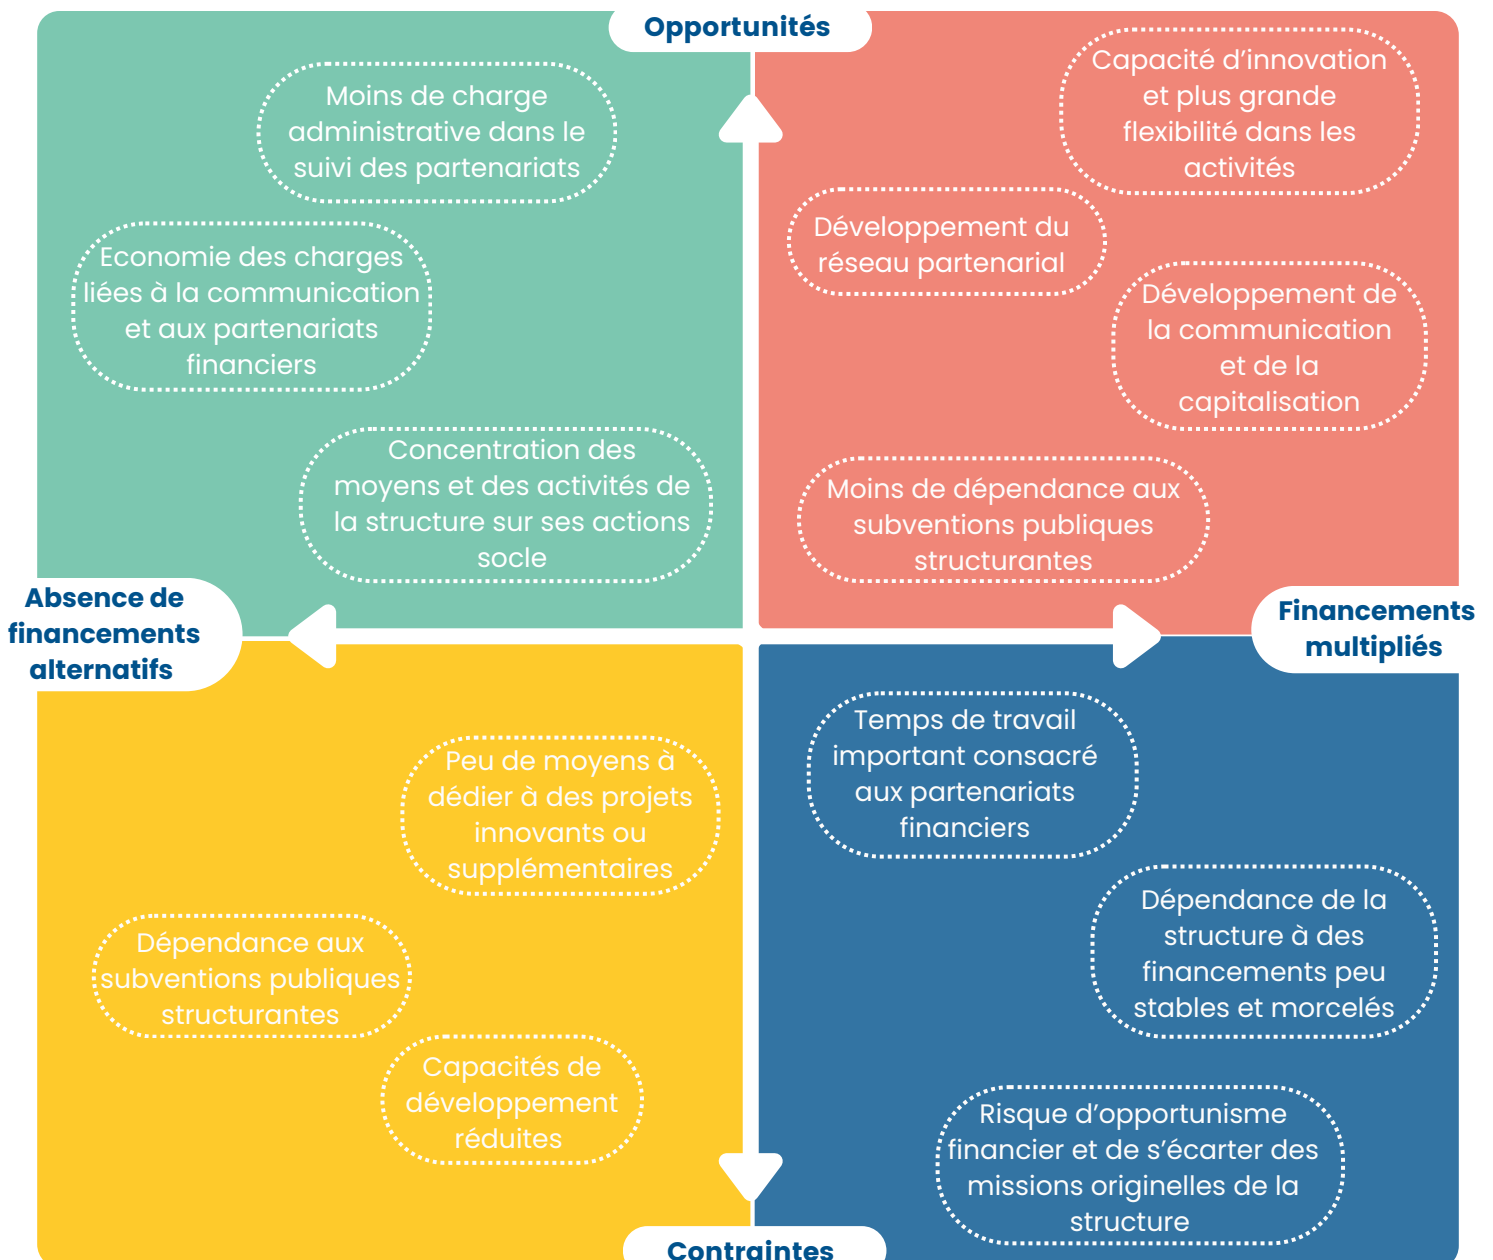 Opportunités
Moins de charge
administrative dans le
suivi des partenariats
Economie des charges
liées à la communication
et aux partenariats
financiers
Concentration des
moyens et des activités de
la structure sur ses actions
socle
Capacité d’innovation
et plus grande
flexibilité dans les
activités
Développement du
réseau partenarial
Développement de
la communication
et de la
capitalisation
Moins de dépendance aux
subventions publiques
structurantes
Absence de
financements
alternatifs
Financements
multipliés
Peu de moyens à
dédier à des projets
innovants ou
supplémentaires
Dépendance aux
subventions publiques
structurantes
Capacités de
développement
réduites
Temps de travail
important consacré
aux partenariats
financiers
Dépendance de la
structure à des
financements peu
stables et morcelés
Risque d’opportunisme
financier et de s’écarter des
missions originelles de la
structure
Contraintes